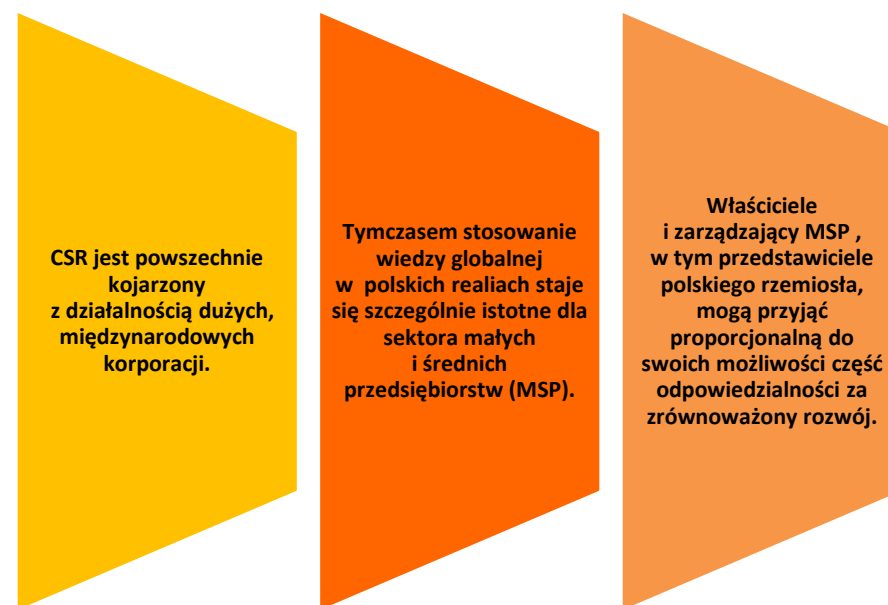 CSR jest powszechnie
kojarzony
z działalnością dużych,
międzynarodowych
korporacji.
Tymczasem stosowanie
wiedzy globalnej
w polskich realiach staje
się szczególnie istotne dla
sektora małych
i średnich
przedsiębiorstw (MSP).
Właściciele
i zarządzający MSP ,
w tym przedstawiciele
polskiego rzemiosła,
mogą przyjąć
proporcjonalną do
swoich możliwości część
odpowiedzialności za
zrównoważony rozwój.